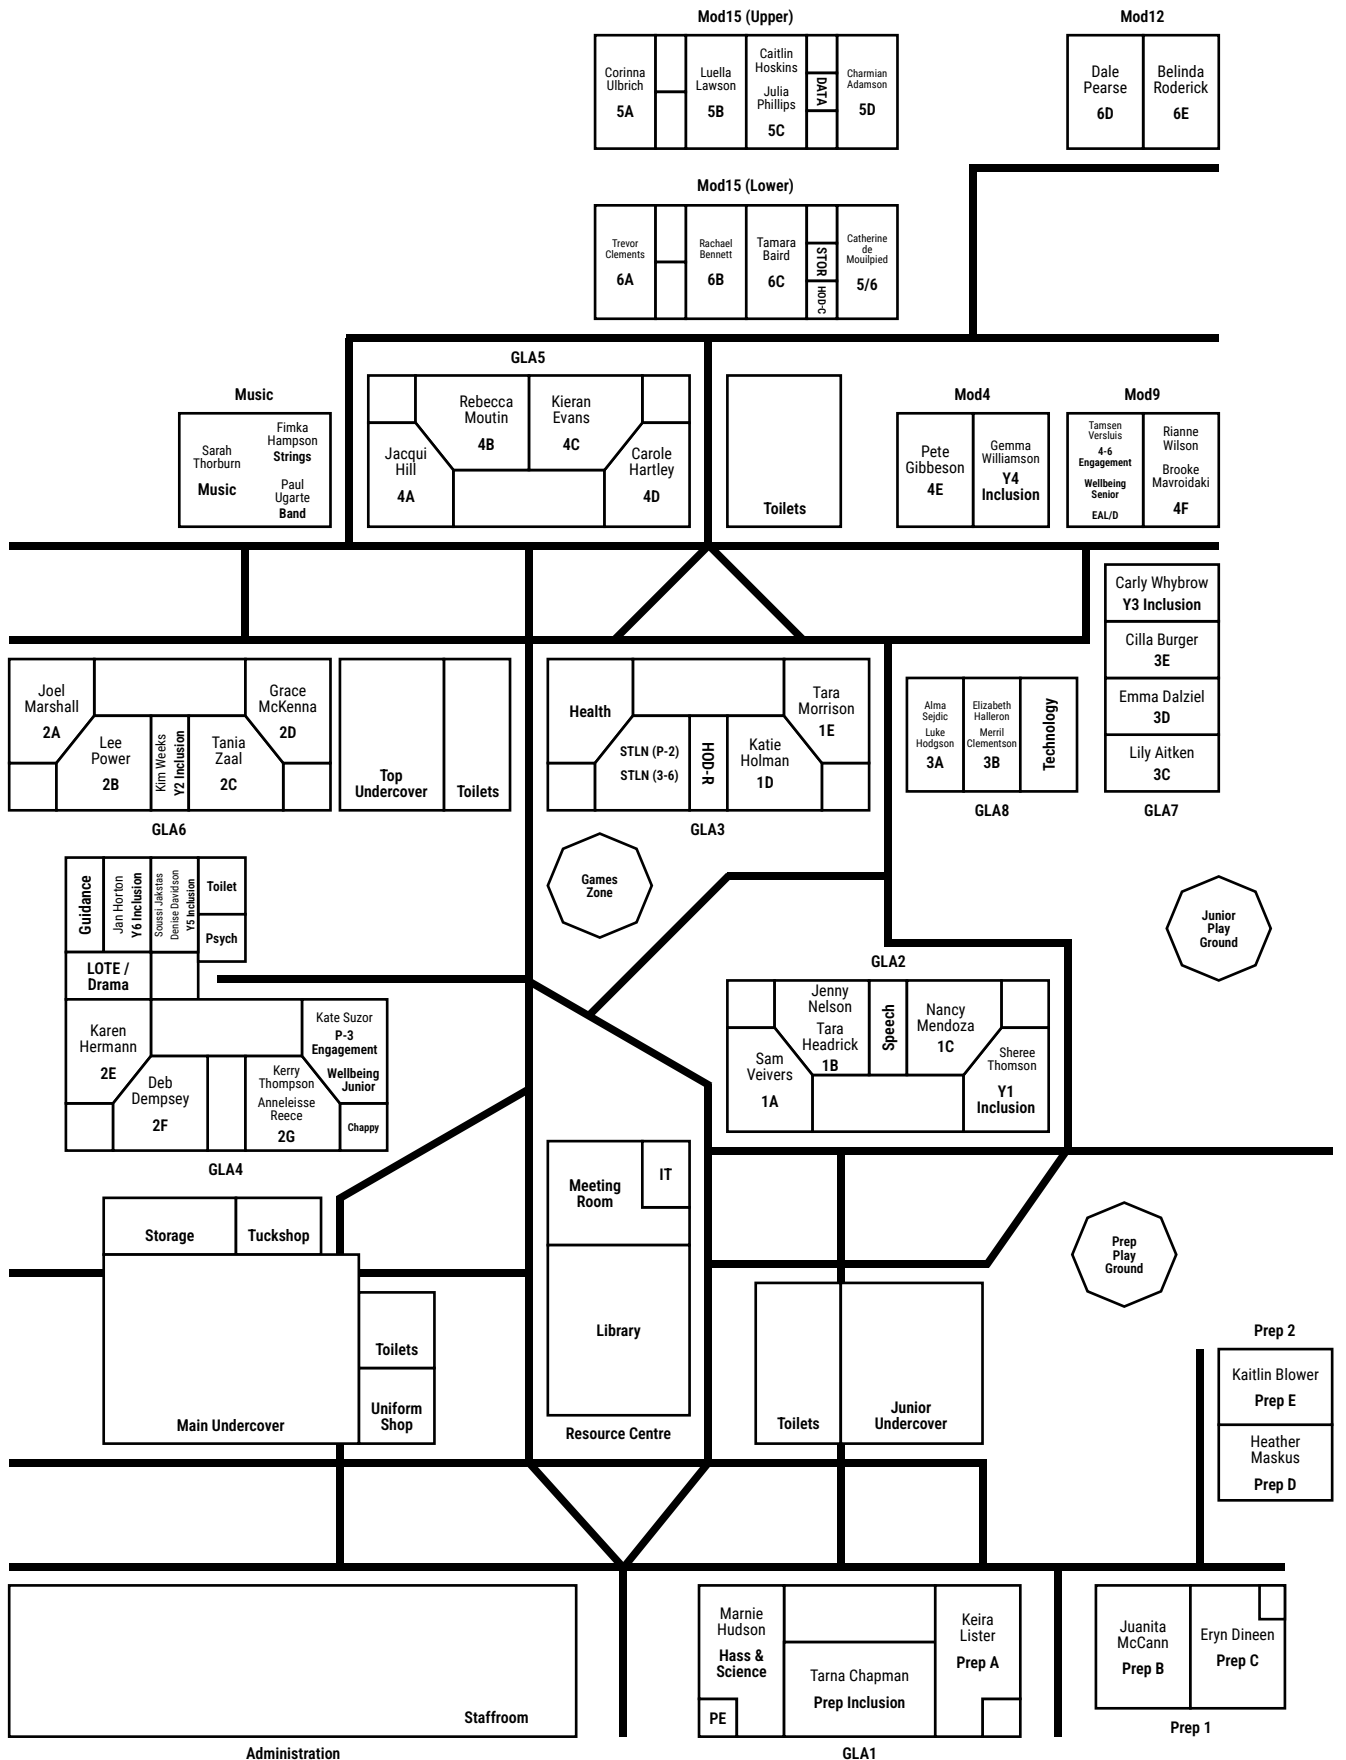 Mod15 (Upper)
Mod12
Corinna
Ulbrich
5A
Luella
Lawson
5B
Caitlin
Hoskins
Julia
Phillips
5C
DATA
Charmian
Adamson
5D
Dale
Pearse
6D
Belinda
Roderick
6E
Mod15 (Lower)
Trevor
Clements
6A
Rachael
Bennett
6B
Tamara
Baird
6C
STOR
HOD-C
Catherine
de
Mouilpied
5/6
GLA5
Music
Sarah
Thorburn
Music
Fimka
Hampson
Strings
Paul
Ugarte
Band
Jacqui
Hill
4A
Rebecca
Moutin
4B
Kieran
Evans
4C
Carole
Hartley
4D
Toilets
Mod4
Pete
Gibbeson
4E
Gemma
Williamson
Y4
Inclusion
Mod9
Tamsen
Versluis
4-6
Engagement
Wellbeing
Senior
EAL/D
Rianne
Wilson
Brooke
Mavroidaki
4F
Carly Whybrow
Y3 Inclusion
Cilla Burger
3E
Emma Dalziel
3D
Lily Aitken
3C
GLA7
Joel
Marshall
2A
Lee
Power
2B
Kim Weeks
Y2 Inclusion
Tania
Zaal
2C
Grace
McKenna
2D
GLA6
Top
Undercover
Toilets
Health
STLN (P-2)
STLN (3-6)
HOD-R
Katie
Holman
1D
Tara
Morrison
1E
GLA3
Alma
Sejdic
Luke
Hodgson
3A
Elizabeth
Halleron
Merril
Clementson
3B
Technology
GLA8
Games
Zone
Junior
Play
Ground
Guidance
Jan Horton
Y6 Inclusion
Soussi Jakstas
Denise Davidson
Y5 Inclusion
Toilet
Psych
LOTE /
Drama
Karen
Hermann
2E
Deb
Dempsey
2F
Kerry
Thompson
Anneleisse
Reece
2G
Kate Suzor
P-3
Engagement
Wellbeing
Junior
Chappy
GLA4
GLA2
Sam
Veivers
1A
Jenny
Nelson
Tara
Headrick
1B
Speech
Nancy
Mendoza
1C
Sheree
Thomson
Y1
Inclusion
Meeting
Room
IT
Library
Resource Centre
Storage
Tuckshop
Main Undercover
Toilets
Uniform
Shop
Toilets
Junior
Undercover
Prep
Play
Ground
Prep 2
Kaitlin Blower
Prep E
Heather
Maskus
Prep D
Staffroom
Administration
Marnie
Hudson
Hass &
Science
PE
Tarna Chapman
Prep Inclusion
Keira
Lister
Prep A
GLA1
Juanita
McCann
Prep B
Eryn Dineen
Prep C
Prep 1